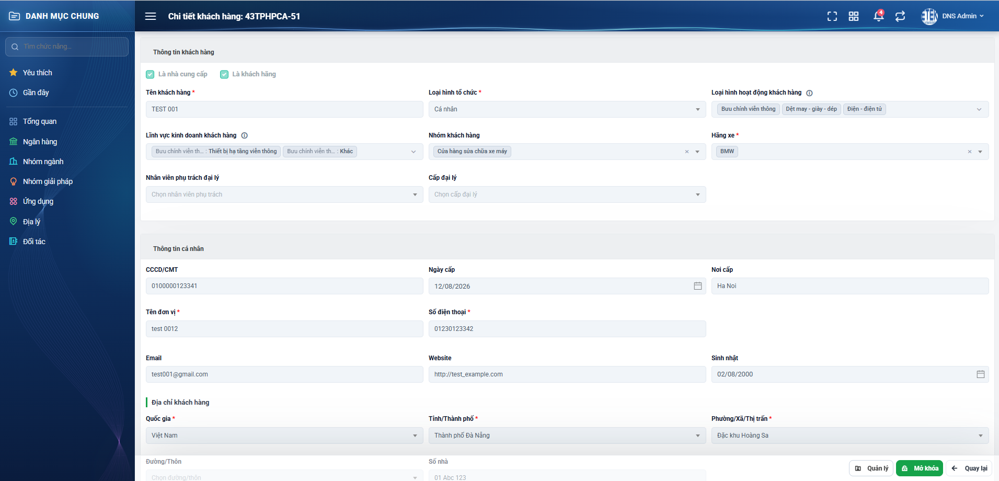 DANH MỤC CHUNG
Chi tiết khách hàng: 43TPHPCA-51
4
DNS Admin
Tìm chức năng...
Yêu thích
Gần đây
Tổng quan
Ngân hàng
Nhóm ngành
Nhóm giải pháp
Ứng dụng
Địa lý
Đối tác
Thông tin khách hàng
Là nhà cung cấp
Là khách hãng
Tên khách hàng *
Loại hình tổ chức *
Loại hình hoạt động khách hàng
TEST 001
Cá nhân
Bưu chính viễn thông
Dệt may - giày - dép
Điện - điện tử
Lĩnh vực kinh doanh khách hàng
Nhóm khách hàng
Hãng xe *
Bưu chính viễn th... : Thiết bị hạ tầng viễn thông
Bưu chính viễn th... : Khác
Cửa hàng sửa chữa xe máy
BMW
Nhân viên phụ trách đại lý
Cấp đại lý
Chọn nhân viên phụ trách
Chọn cấp đại lý
Thông tin cá nhân
CCCD/CMT
Ngày cấp
Nơi cấp
0100000123341
12/08/2026
Ha Noi
Tên đơn vị *
Số điện thoại *
test 0012
01230123342
Email
Website
Sinh nhật
test001@gmail.com
http://test_example.com
02/08/2000
Địa chỉ khách hàng
Quốc gia *
Tỉnh/Thành phố *
Phường/Xã/Thị trấn *
Việt Nam
Thành phố Đà Nẵng
Đặc khu Hoàng Sa
Đường/Thôn
Số nhà
Chọn đường/thôn
01 Abc 123
Quản lý
Mở khóa
Quay lại